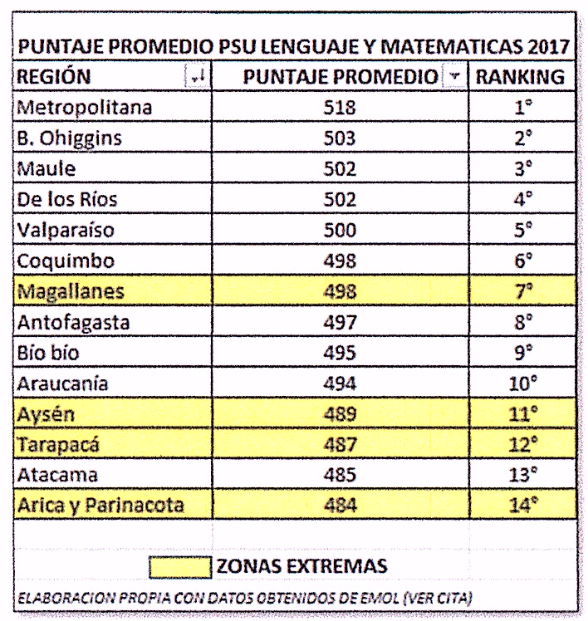 PUNTAJE PROMEDIO PSU LENGUAJE Y MATEMATICAS 2017
REGIÓN PUNTAJE PROMEDIO RANKING
Metropolitana 518 1°
B. Ohiggins 503 2°
Maule 502 3°
De los Ríos 502 4°
Valparaíso 500 5°
Coquimbo 498 6°
Magallanes 498 7°
Antofagasta 497 8°
Bío bío 495 9°
Araucanía 494 10°
Aysén 489 11°
Tarapacá 487 12°
Atacama 485 13°
Arica y Parinacota 484 14°
ZONAS EXTREMAS
ELABORACION PROPIA CON DATOS OBTENIDOS DE EMOL (VER CITA)